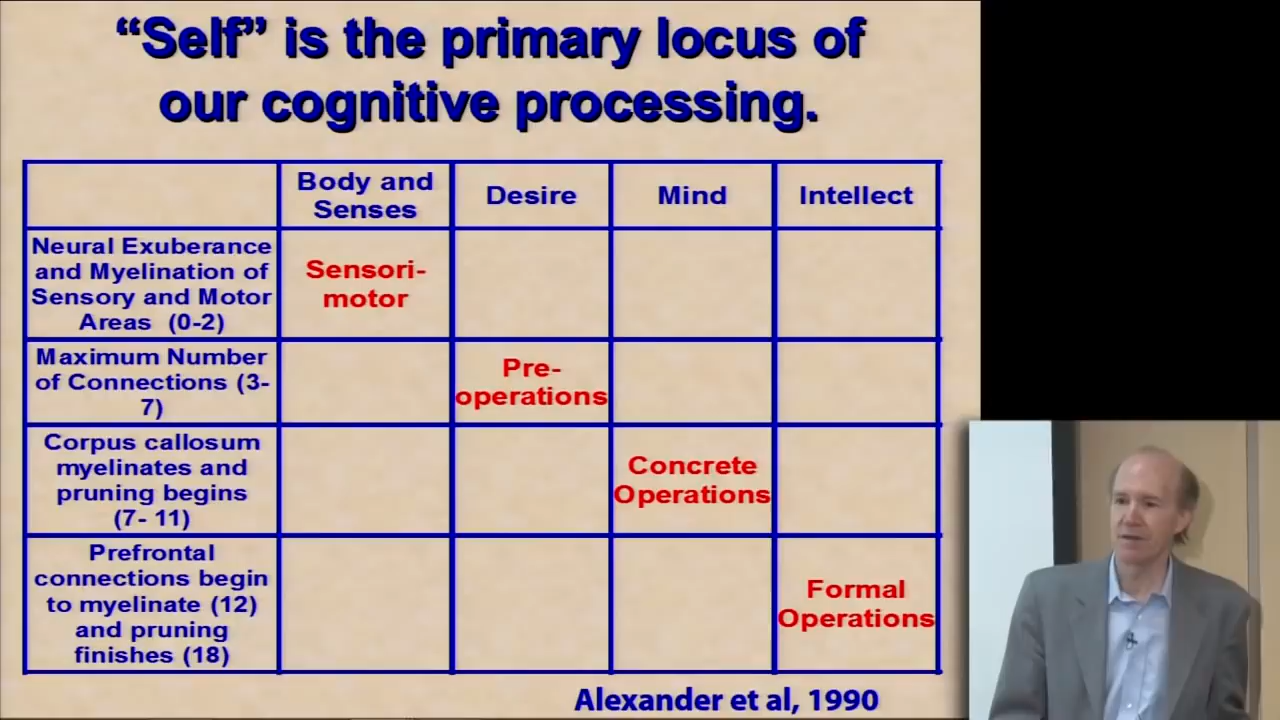 “Self” is the primary locus of
our cognitive processing.
Body and
Senses
Desire
Mind
Intellect
Neural Exuberance
and Myelination of
Sensory and Motor
Areas (0-2)
Sensori-
motor
Maximum Number
of Connections (3-
7)
Pre-
operations
Corpus callosum
myelinates and
pruning begins
(7- 11)
Concrete
Operations
Prefrontal
connections begin
to myelinate (12)
and pruning
finishes (18)
Formal
Operations
Alexander et al, 1990